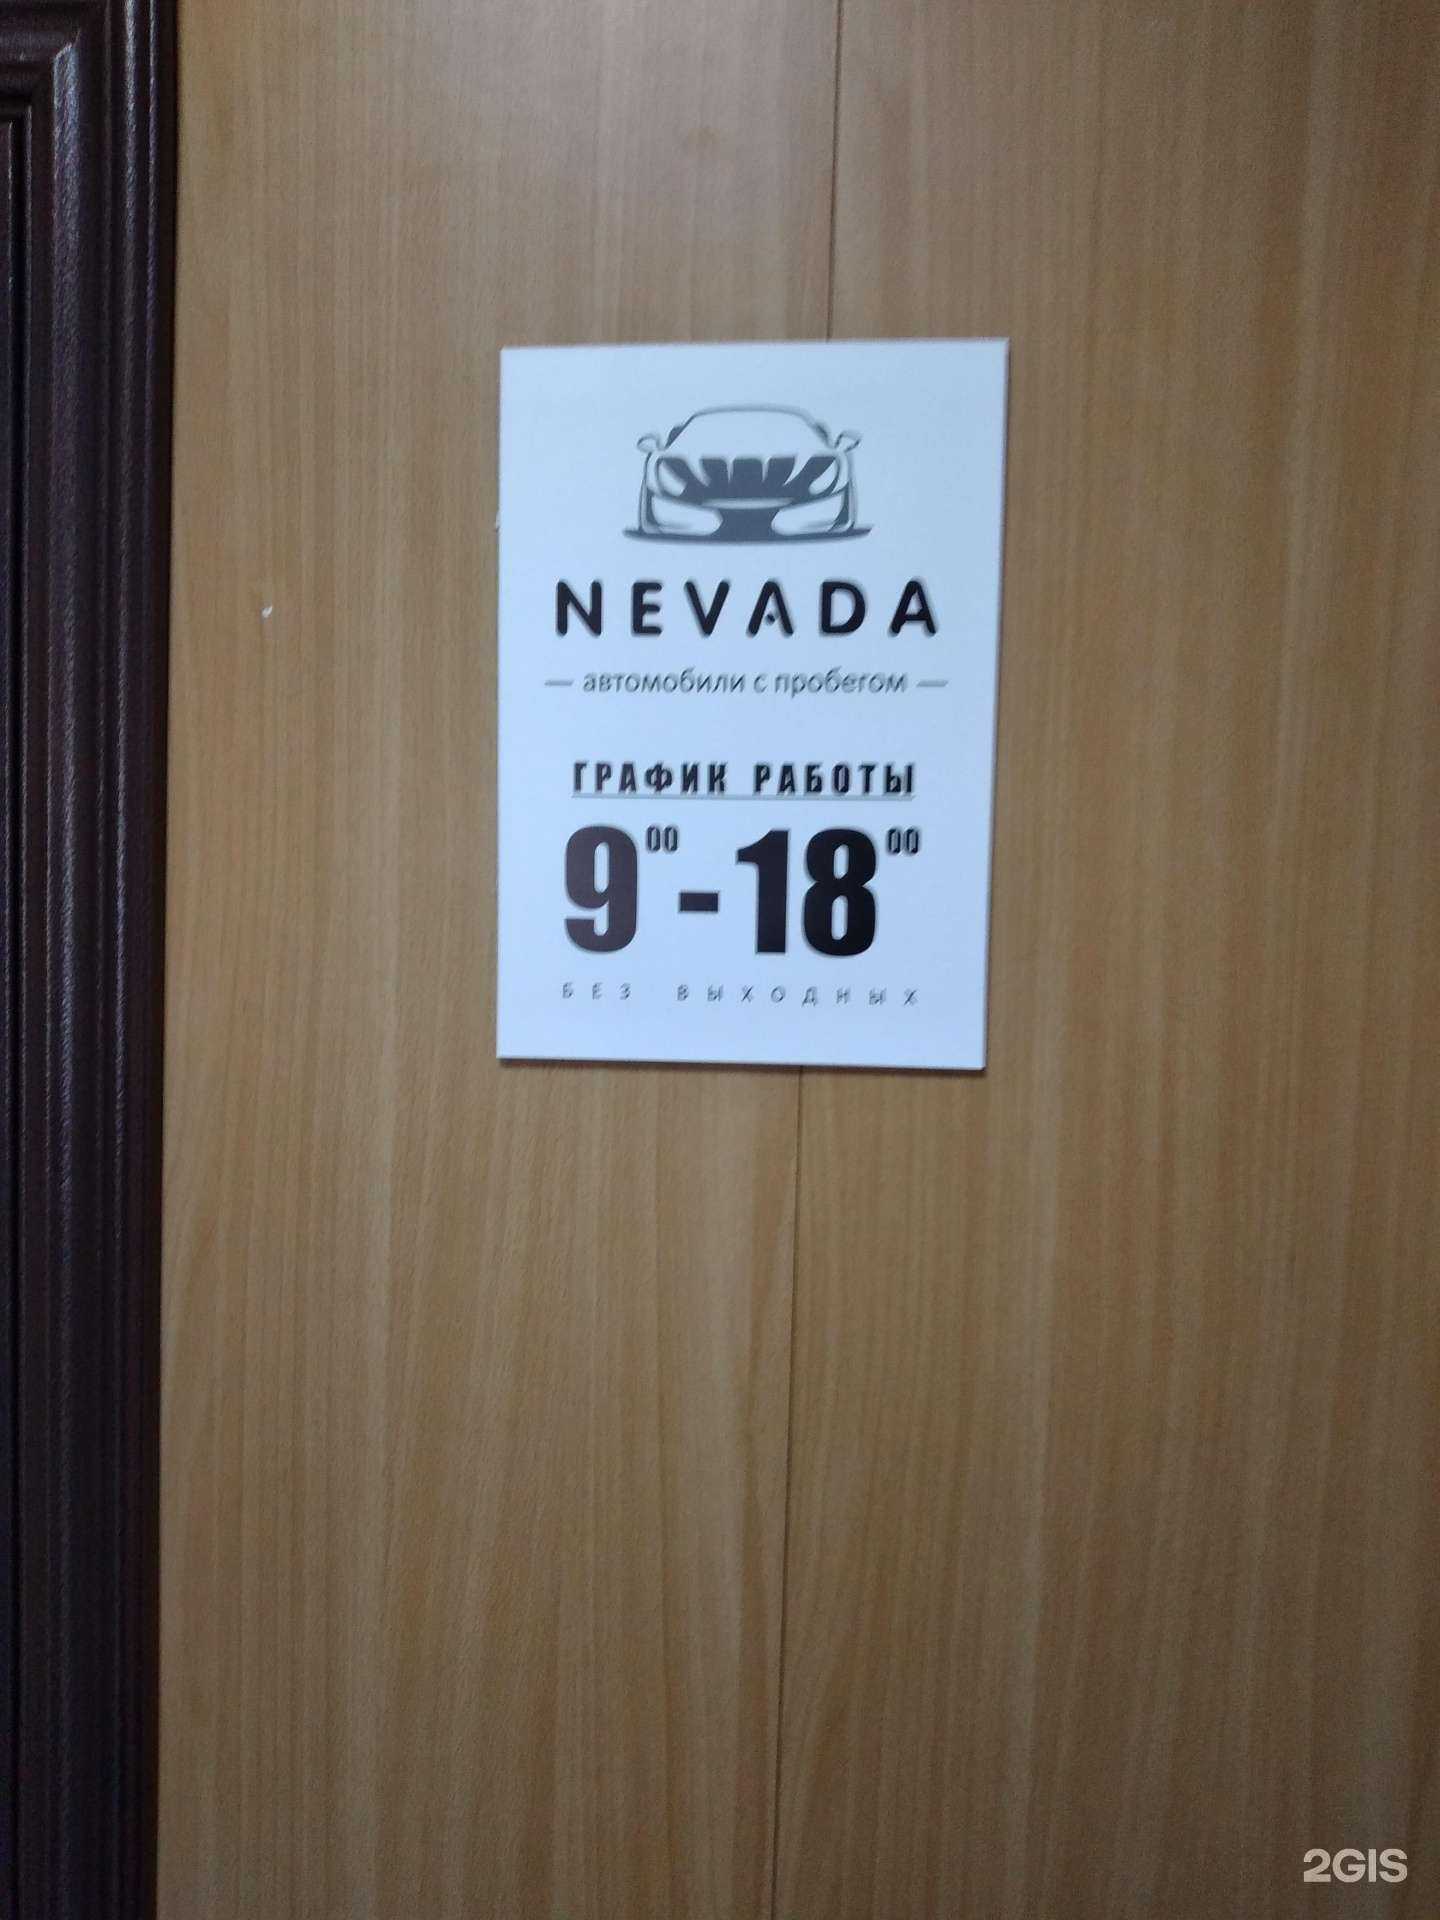 NEVADA
— автомобили с пробегом —
ГРАФИК РАБОТЫ
9⁰⁰-18⁰⁰
БЕЗ ВЫХОДНЫХ
2GIS